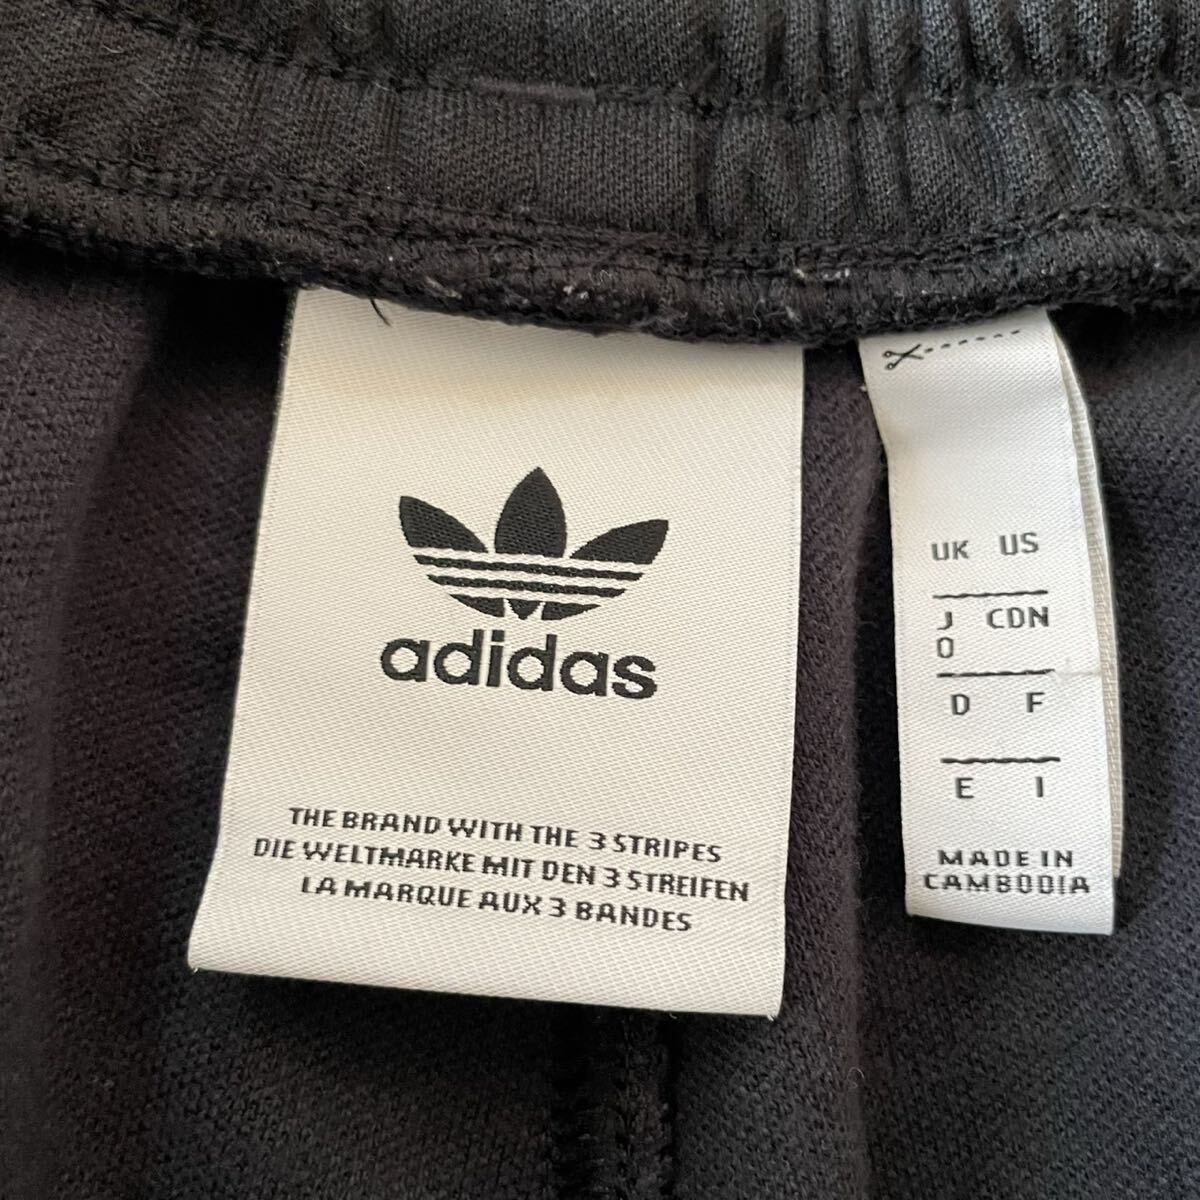 adidas
THE BRAND WITH THE 3 STRIPES
DIE WELTMARKE MIT DEN 3 STREIFEN
LA MARQUE AUX 3 BANDES
UK US
J CDN
O
D F
E I
MADE IN
CAMBODIA